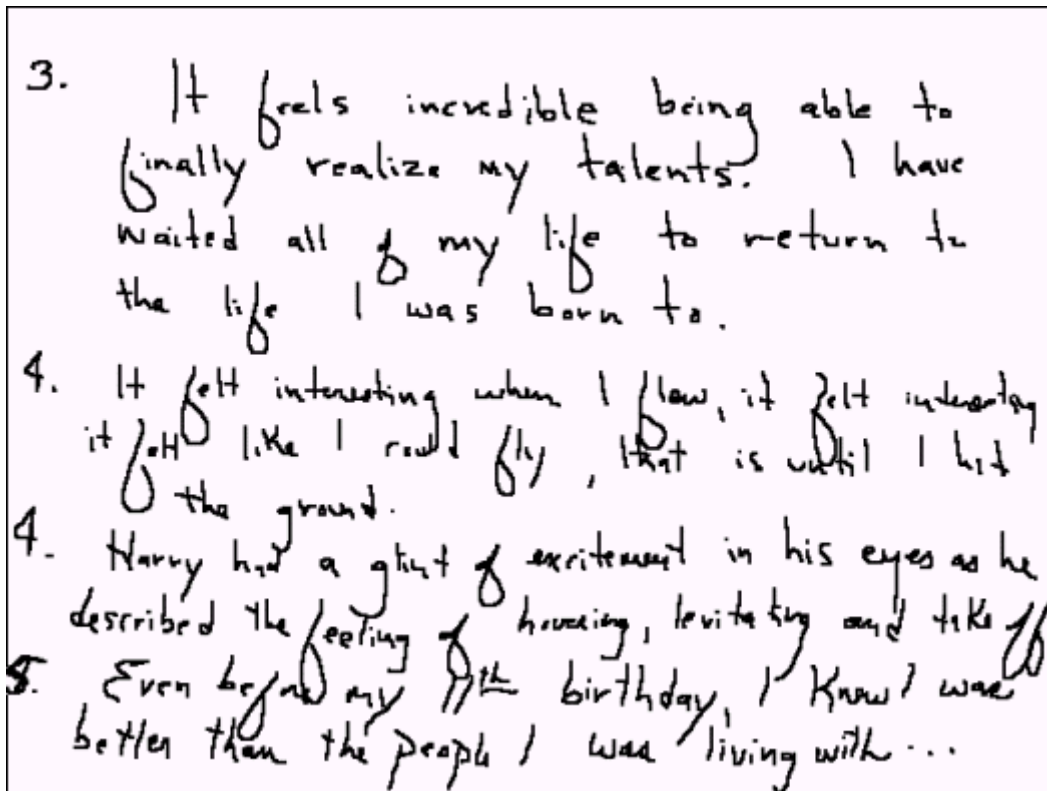 3. It feels incredible being able to
finally realize my talents. I have
waited all of my life to return to
the life I was born to.
4. It felt interesting when I flew, it felt interesting
it felt like I could fly, that is until I hit
the ground.
4. Harry had a glint of excitement in his eyes as he
described the feeling of hovering, levitating and take off
5. Even before my 11th birthday, I knew I was
better than the people I was living with...